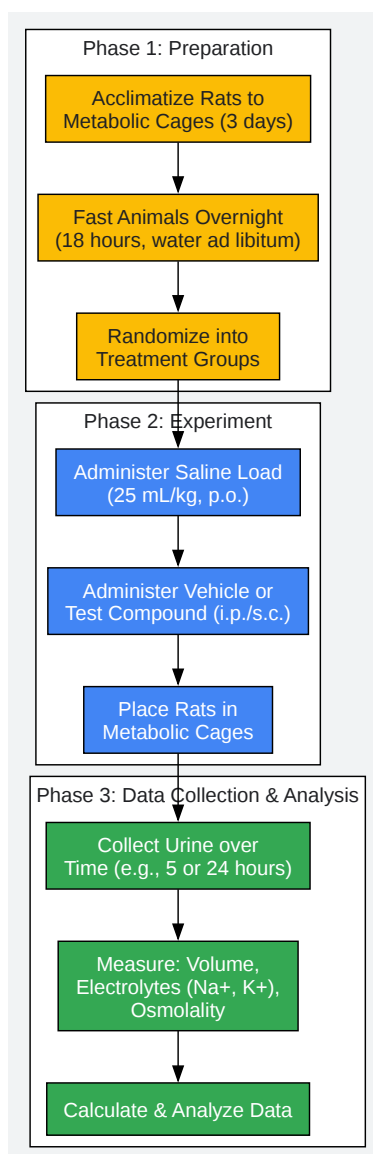 Phase 1: Preparation
Acclimatize Rats to
Metabolic Cages (3 days)
Fast Animals Overnight
(18 hours, water ad libitum)
Randomize into
Treatment Groups
Phase 2: Experiment
Administer Saline Load
(25 mL/kg, p.o.)
Administer Vehicle or
Test Compound (i.p./s.c.)
Place Rats in
Metabolic Cages
Phase 3: Data Collection & Analysis
Collect Urine over
Time (e.g., 5 or 24 hours)
Measure: Volume,
Electrolytes (Na+, K+),
Osmolality
Calculate & Analyze Data